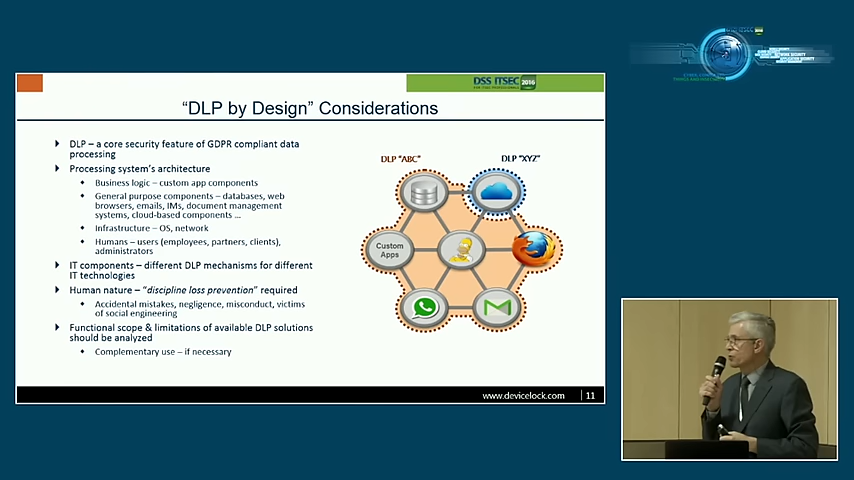 DSS ITSEC 2016
FOR ITSEC PROFESSIONALS
"DLP by Design" Considerations
DLP – a core security feature of GDPR compliant data
processing
Processing system's architecture
Business logic – custom app components
General purpose components – databases, web
browsers, emails, IMs, document management
systems, cloud-based components ...
Infrastructure – OS, network
Humans – users (employees, partners, clients),
administrators
IT components – different DLP mechanisms for different
IT technologies
Human nature – "discipline loss prevention" required
Accidental mistakes, negligence, misconduct, victims
of social engineering
Functional scope & limitations of available DLP solutions
should be analyzed
Complementary use – if necessary
DLP "ABC"
DLP "XYZ"
Custom
Apps
www.devicelock.com
11